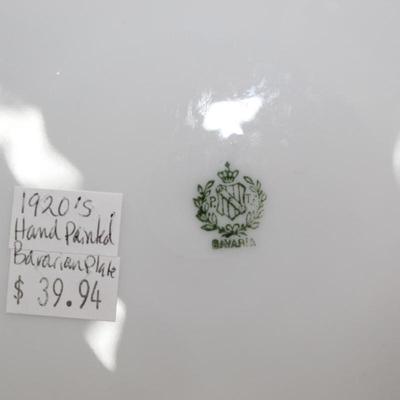 1920's
Hand Painted
Bavarian Plate
$ 39.94
P. T.
BAVARIA